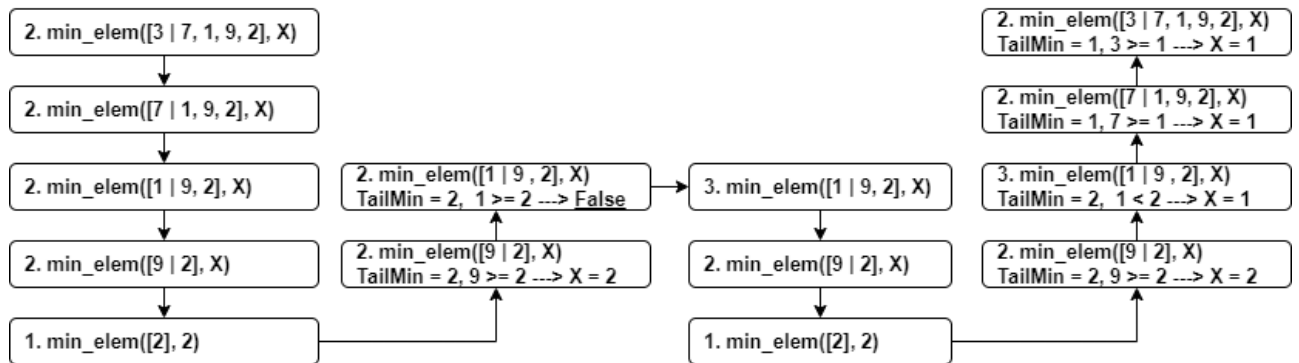 2. min_elem([3 | 7, 1, 9, 2], X)
2. min_elem([7 | 1, 9, 2], X)
2. min_elem([1 | 9, 2], X)
2. min_elem([9 | 2], X)
1. min_elem([2], 2)
2. min_elem([9 | 2], X)
TailMin = 2, 9 >= 2 ---> X = 2
2. min_elem([1 | 9 , 2], X)
TailMin = 2, 1 >= 2 ---> False
3. min_elem([1 | 9, 2], X)
2. min_elem([9 | 2], X)
1. min_elem([2], 2)
2. min_elem([9 | 2], X)
TailMin = 2, 9 >= 2 ---> X = 2
3. min_elem([1 | 9 , 2], X)
TailMin = 2, 1 < 2 ---> X = 1
2. min_elem([7 | 1, 9, 2], X)
TailMin = 1, 7 >= 1 ---> X = 1
2. min_elem([3 | 7, 1, 9, 2], X)
TailMin = 1, 3 >= 1 ---> X = 1